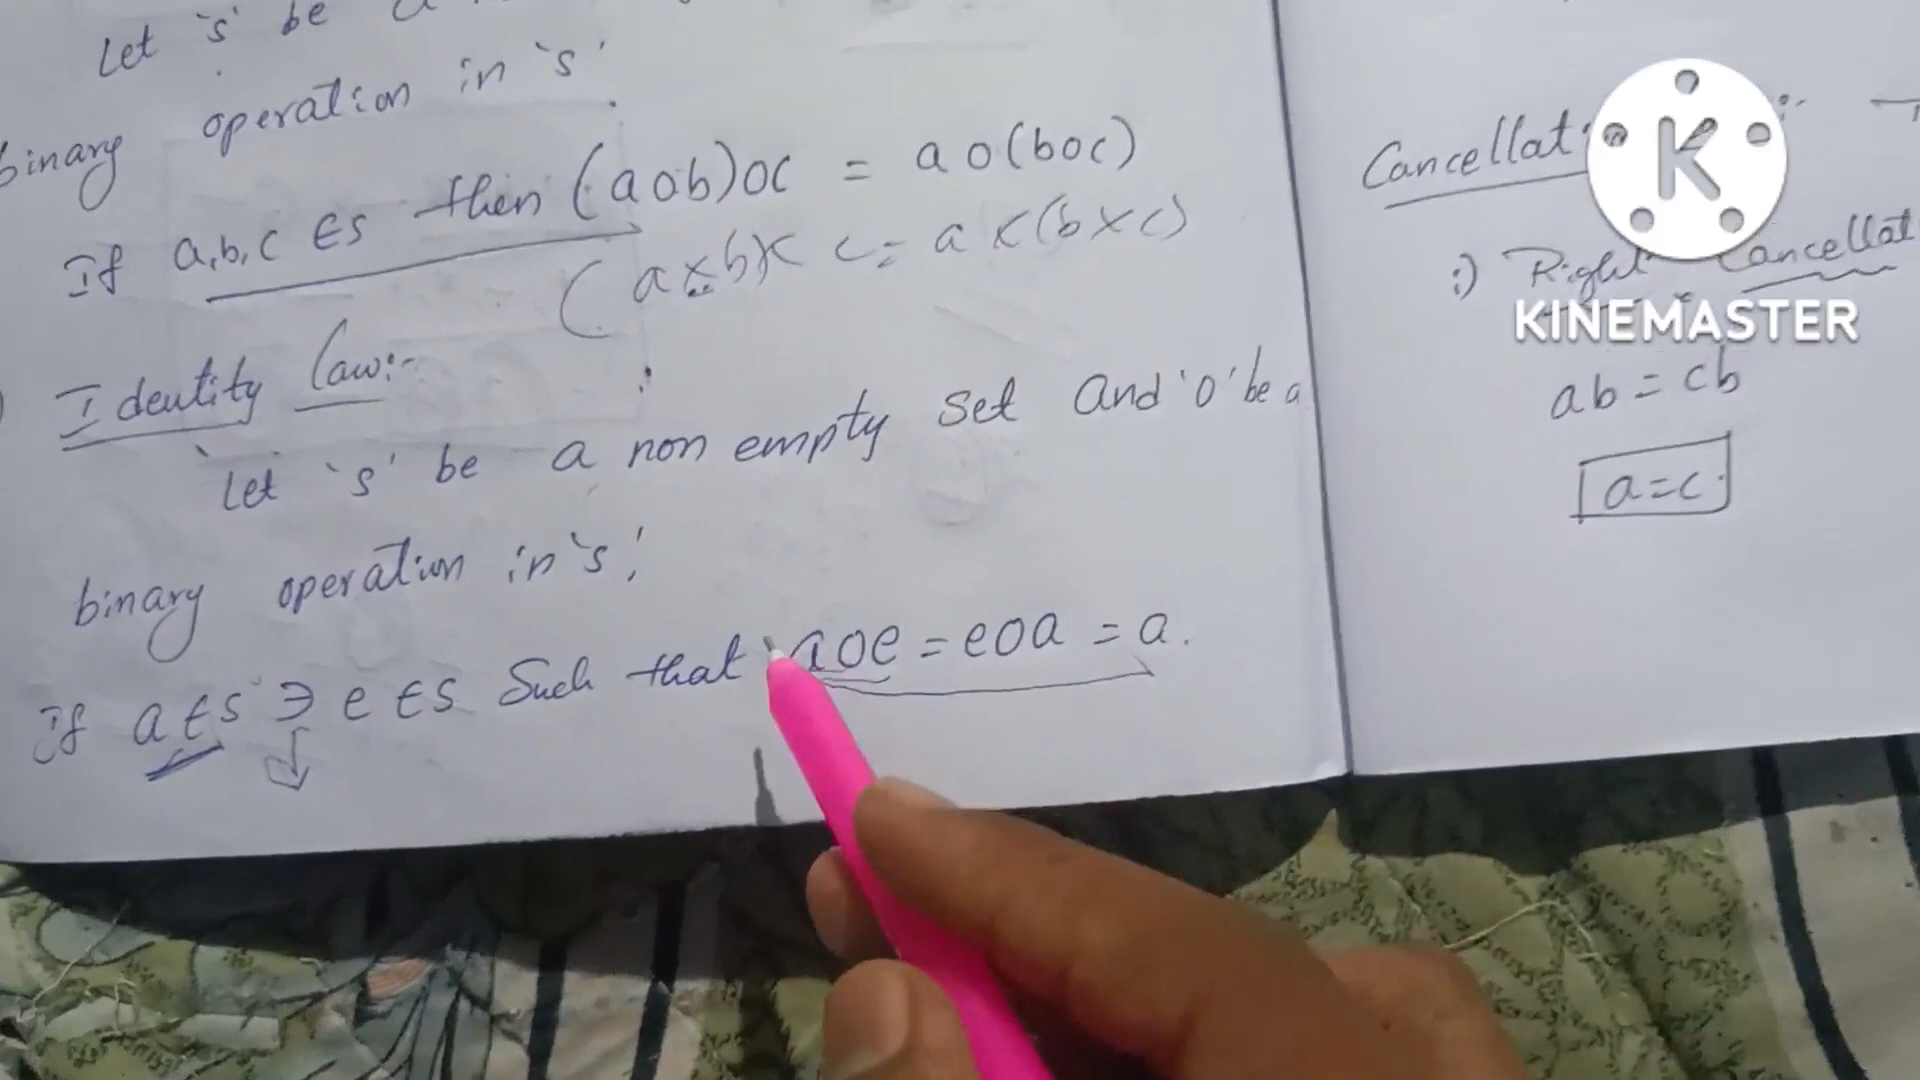 Let 's' be a
binary operation in 's'.
If a,b,c ∈s then (aob)oc = ao(boc)
(a×b)× c = a×(b×c)
Identity law:-
Let 's' be a non empty set and 'o' be a
binary operation in 's'.
If a∈s ∋ e∈s Such that aoe = eoa = a.
Cancellati
i) Right Cancellat
ab = cb
a=c.
K
KINEMASTER